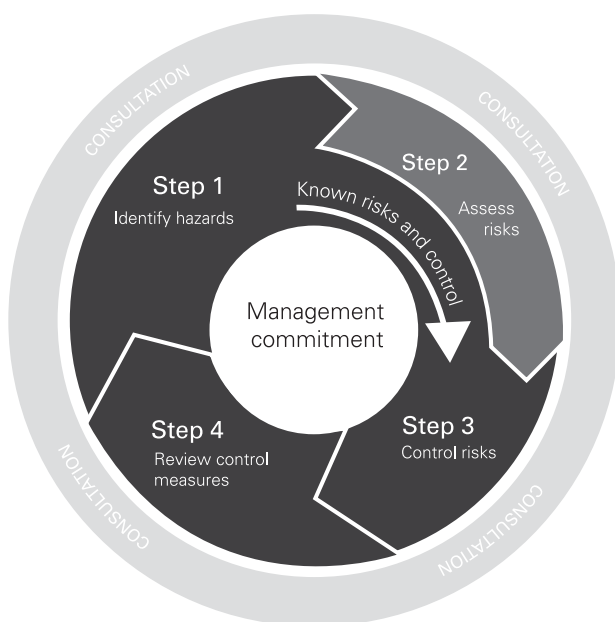 CONSULTATION
CONSULTATION
Step 1
Identify hazards
Step 2
Assess
risks
Known risks and control
Management
commitment
Step 4
Review control
measures
Step 3
Control risks
CONSULTATION
CONSULTATION